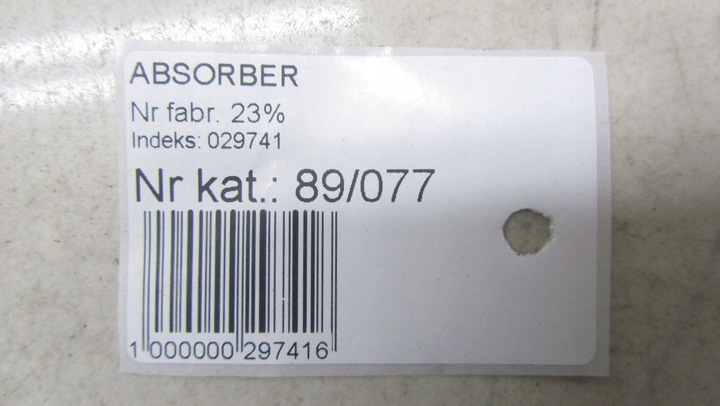 ABSORBER
Nr fabr. 23%
Indeks: 029741
Nr kat.: 89/077
1 000000 297416